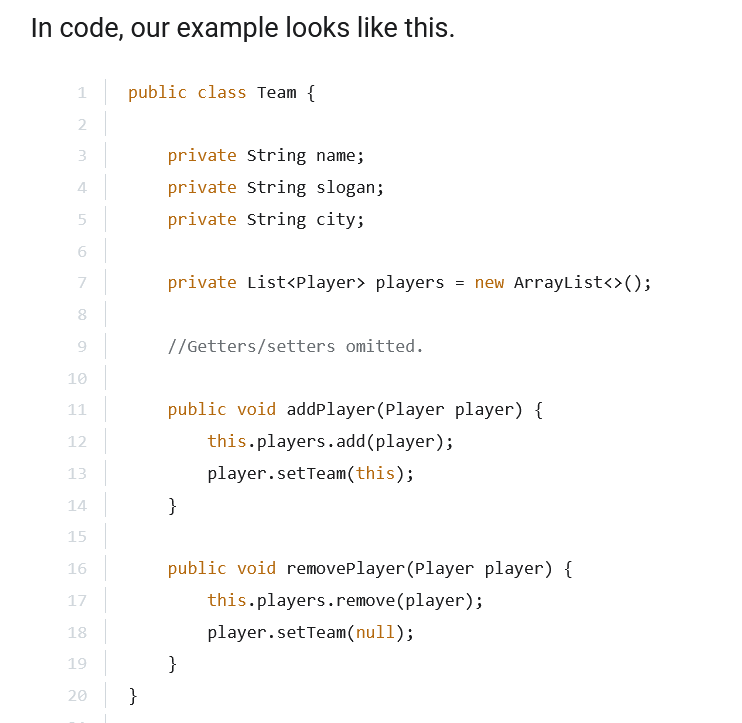 In code, our example looks like this.
1 public class Team {
2
3 private String name;
4 private String slogan;
5 private String city;
6
7 private List<Player> players = new ArrayList<>();
8
9 //Getters/setters omitted.
10
11 public void addPlayer(Player player) {
12 this.players.add(player);
13 player.setTeam(this);
14 }
15
16 public void removePlayer(Player player) {
17 this.players.remove(player);
18 player.setTeam(null);
19 }
20 }